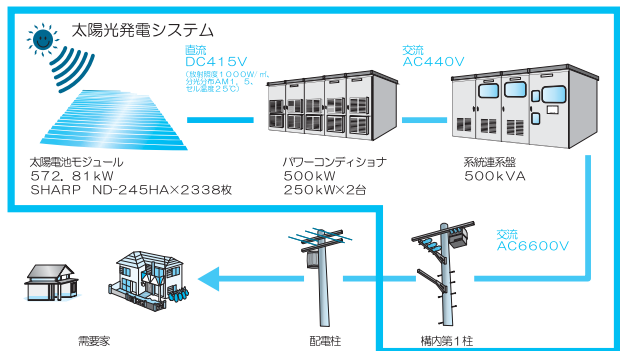 太陽光発電システム
直流
DC415V
(放射照度1000W/㎡、
分光分布AM1．5、
セル温度25℃)
交流
AC440V
太陽電池モジュール
572．81kW
SHARP ND-245HA×2338枚
パワーコンディショナ
500kW
250kW×2台
系統連系盤
500kVA
交流
AC6600V
需要家
配電柱
構内第1柱